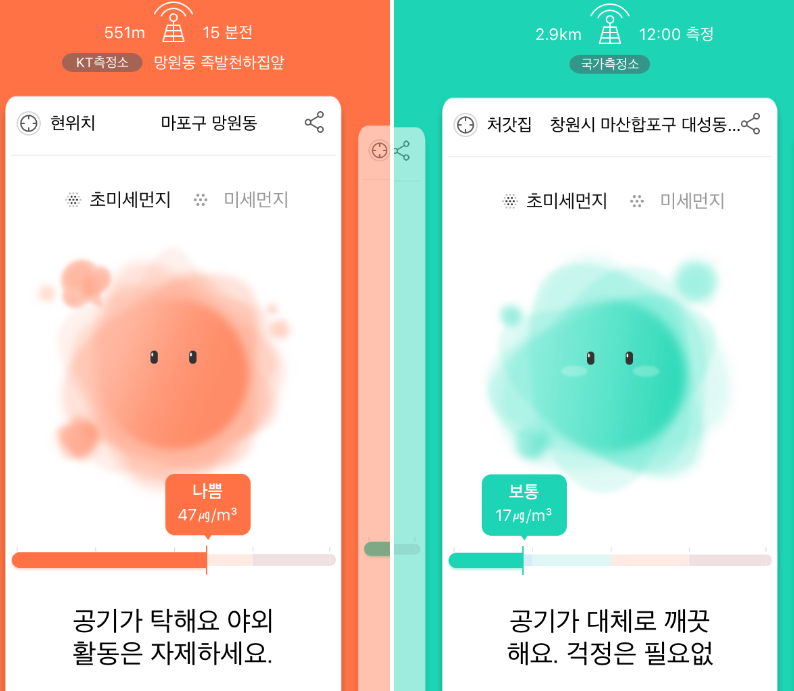 551m 15 분전
KT측정소 망원동 족발천하집앞
현위치 마포구 망원동
초미세먼지 미세먼지
나쁨
47㎍/m³
공기가 탁해요 야외
활동은 자제하세요.
2.9km 12:00 측정
국가측정소
처갓집 창원시 마산합포구 대성동...
초미세먼지 미세먼지
보통
17㎍/m³
공기가 대체로 깨끗
해요. 걱정은 필요없